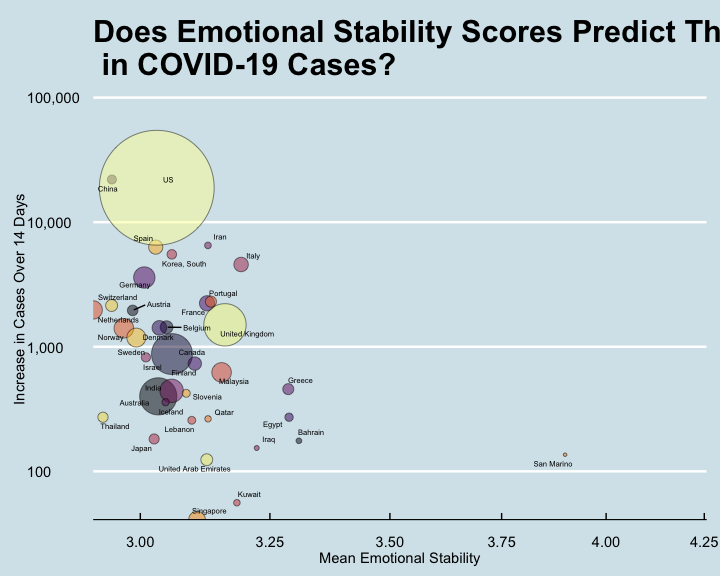 Does Emotional Stability Scores Predict Th
in COVID-19 Cases?
100,000
10,000
1,000
100
Increase in Cases Over 14 Days
US
China
Spain
Iran
Korea, South
Italy
Germany
Switzerland
Austria
Portugal
France
Netherlands
Belgium
Norway
Denmark
United Kingdom
Sweden
Canada
Israel
Finland
Malaysia
Greece
India
Slovenia
Australia
Iceland
Qatar
Thailand
Lebanon
Egypt
Bahrain
Japan
Iraq
United Arab Emirates
San Marino
Kuwait
Singapore
3.00 3.25 3.50 3.75 4.00 4.25
Mean Emotional Stability